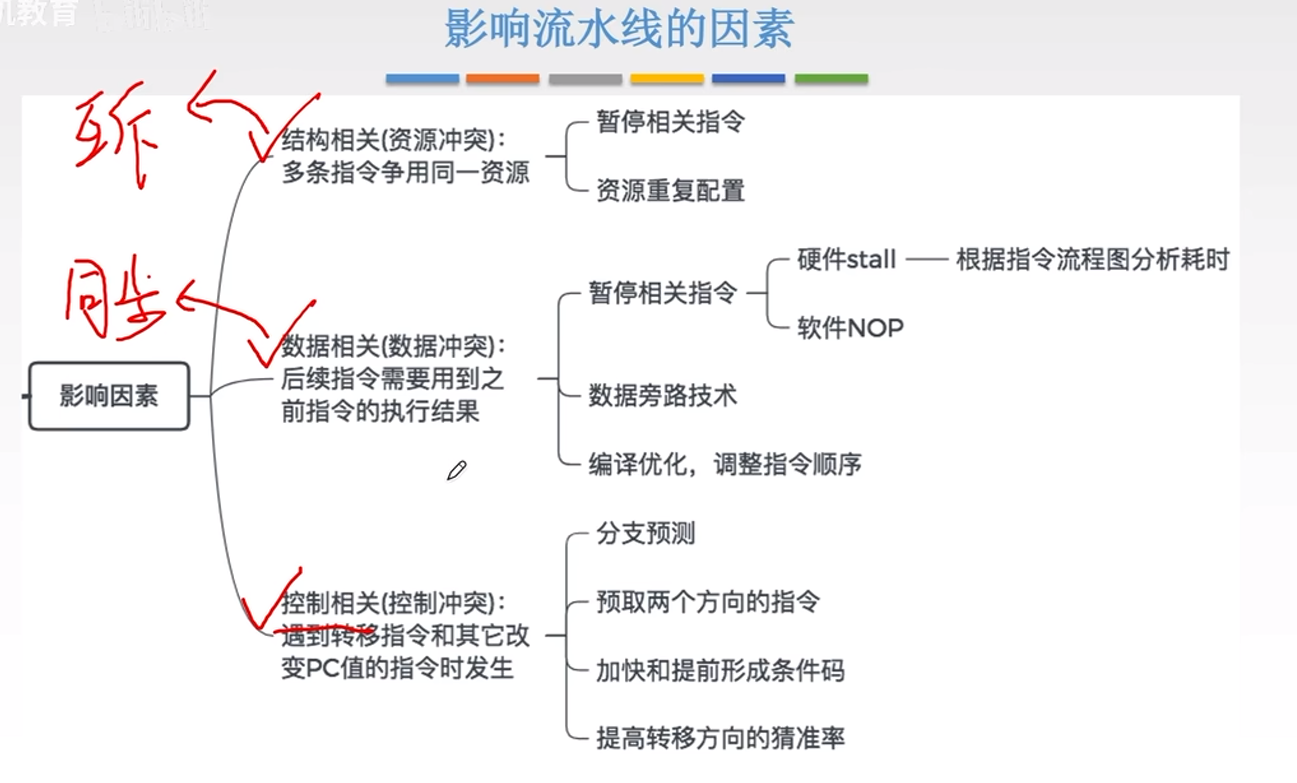 机教育 bilibili
影响流水线的因素
互斥
结构相关(资源冲突)：
多条指令争用同一资源
暂停相关指令
资源重复配置
同步
数据相关(数据冲突)：
后续指令需要用到之
前指令的执行结果
暂停相关指令
硬件stall
根据指令流程图分析耗时
软件NOP
数据旁路技术
编译优化，调整指令顺序
影响因素
控制相关(控制冲突)：
遇到转移指令和其它改
变PC值的指令时发生
分支预测
预取两个方向的指令
加快和提前形成条件码
提高转移方向的猜准率